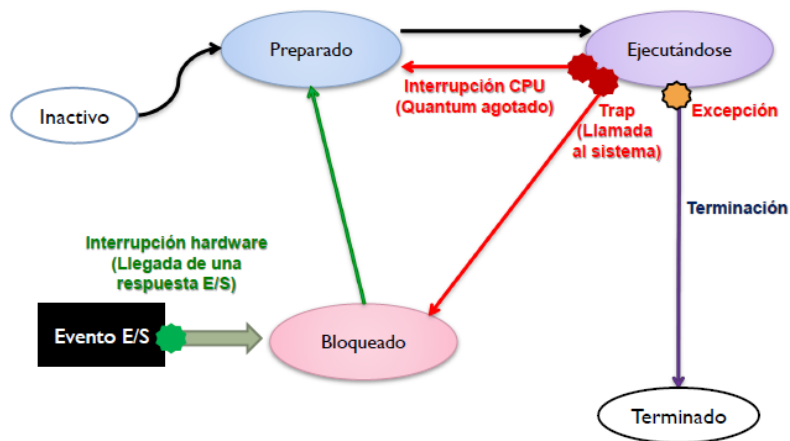 Preparado
Ejecutándose
Inactivo
Interrupción CPU
(Quantum agotado)
Trap
(Llamada
al sistema)
Excepción
Terminación
Interrupción hardware
(Llegada de una
respuesta E/S)
Evento E/S
Bloqueado
Terminado